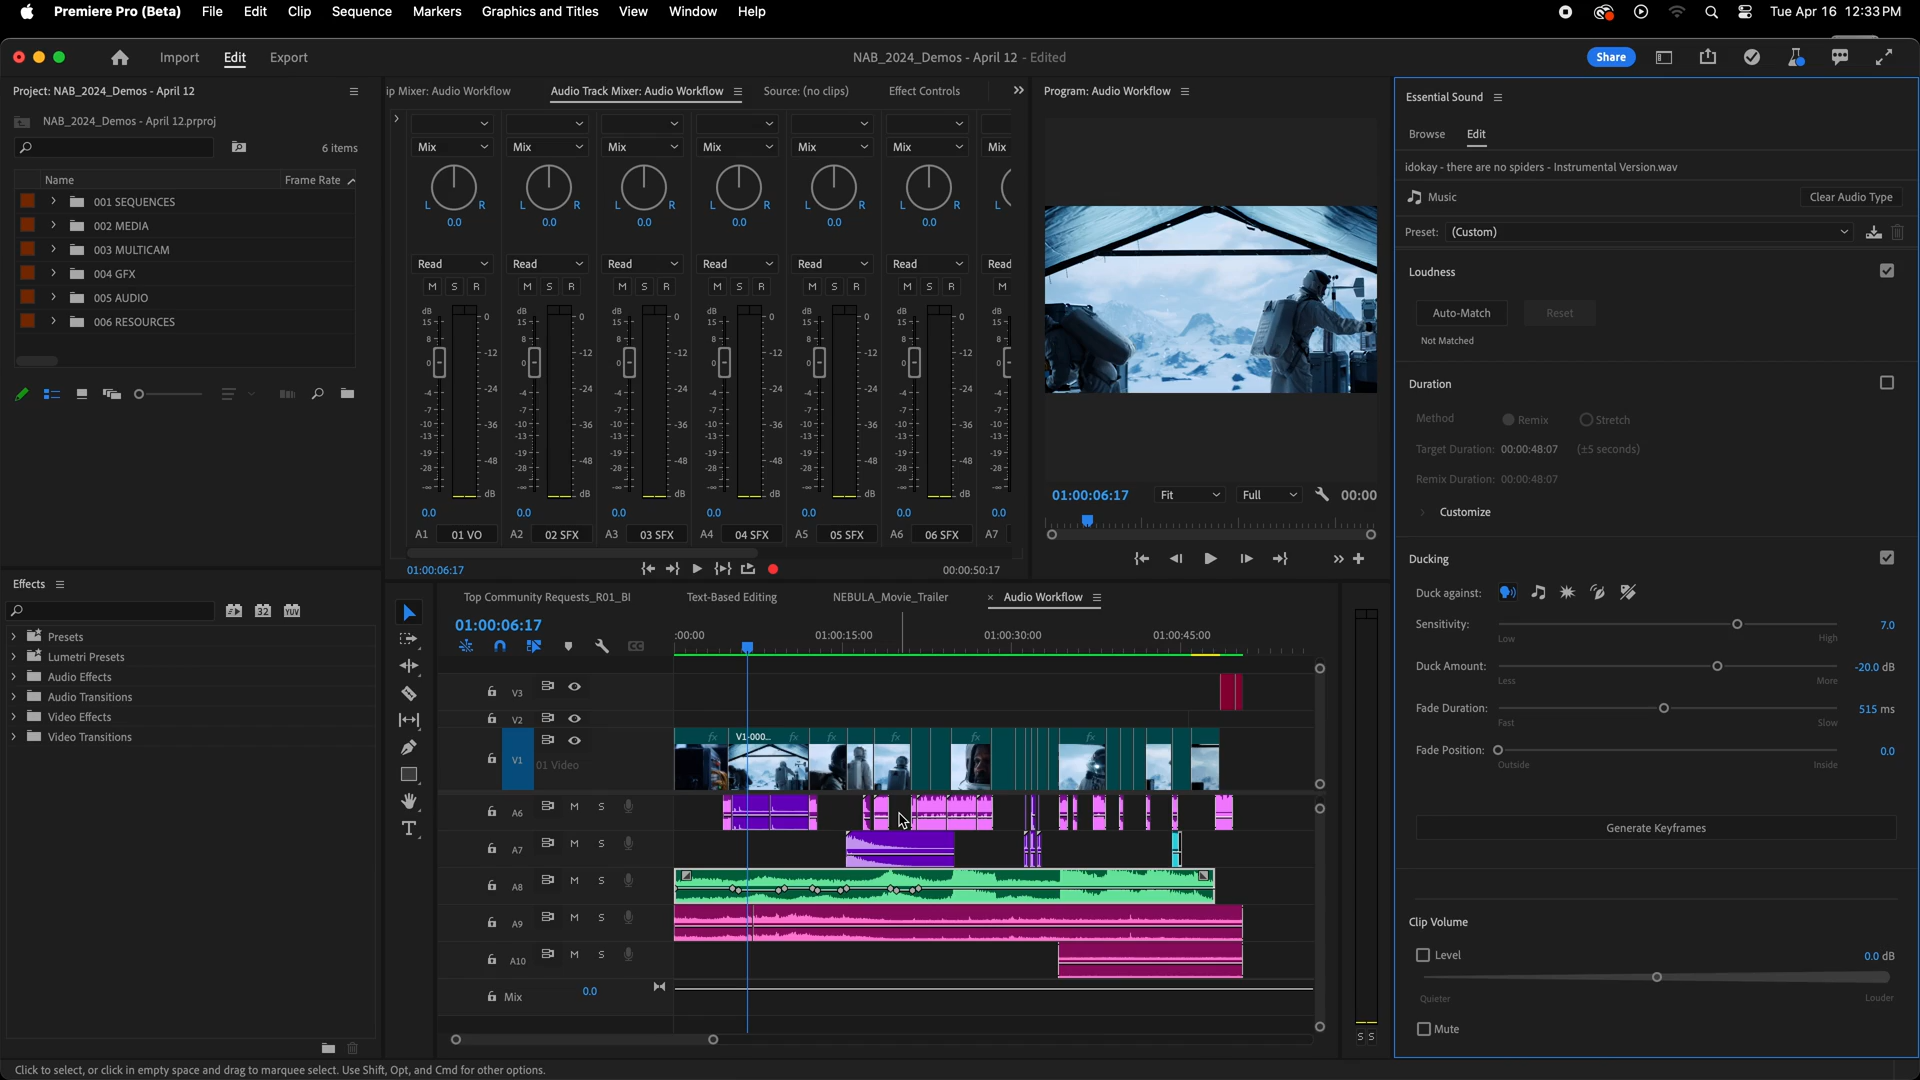 Premiere Pro (Beta) File Edit Clip Sequence Markers Graphics and Titles View Window Help Tue Apr 16 12:33 PM
Import Edit Export NAB_2024_Demos - April 12 - Edited Share
Project: NAB_2024_Demos - April 12
NAB_2024_Demos - April 12.prproj
6 items
Name Frame Rate
001 SEQUENCES
002 MEDIA
003 MULTICAM
004 GFX
005 AUDIO
006 RESOURCES
Effects
Presets
Lumetri Presets
Audio Effects
Audio Transitions
Video Effects
Video Transitions
ip Mixer: Audio Workflow Audio Track Mixer: Audio Workflow Source: (no clips) Effect Controls
Mix Mix Mix Mix Mix Mix Mix
L R L R L R L R L R L R L
0.0 0.0 0.0 0.0 0.0 0.0
Read Read Read Read Read Read Read
M S R M S R M S R M S R M S R M S R M
dB dB dB dB dB dB dB
15 0 15 0 15 0 15 0 15 0 15 0 15
8 8 8 8 8 8 8
0 -12 0 -12 0 -12 0 -12 0 -12 0 -12 0
-4 -24 -4 -24 -4 -24 -4 -24 -4 -24 -4 -24 -4
-7 -7 -7 -7 -7 -7 -7
-10 -36 -10 -36 -10 -36 -10 -36 -10 -36 -10 -36 -10
-13 -13 -13 -13 -13 -13 -13
-19 -48 -19 -48 -19 -48 -19 -48 -19 -48 -19 -48 -19
-28 -28 -28 -28 -28 -28 -28
-∞ dB -∞ dB -∞ dB -∞ dB -∞ dB -∞ dB -∞
0.0 0.0 0.0 0.0 0.0 0.0 0.0
A1 01 VO A2 02 SFX A3 03 SFX A4 04 SFX A5 05 SFX A6 06 SFX A7
01:00:06:17 00:00:50:17
Program: Audio Workflow
01:00:06:17 Fit Full 00:00
Top Community Requests_R01_BI Text-Based Editing NEBULA_Movie_Trailer × Audio Workflow
01:00:06:17
:00:00 01:00:15:00 01:00:30:00 01:00:45:00
V3
V2
V1 01 Video
V1-000...
fx fx fx fx fx fx
A6 M S
A7 M S
A8 M S
A9 M S
A10 M S
Mix 0.0
S S
Essential Sound
Browse Edit
idokay - there are no spiders - Instrumental Version.wav
Music Clear Audio Type
Preset: (Custom)
Loudness
Auto-Match Reset
Not Matched
Duration
Method Remix Stretch
Target Duration: 00:00:48:07 (±5 seconds)
Remix Duration: 00:00:48:07
Customize
Ducking
Duck against:
Sensitivity: 7.0
Low High
Duck Amount: -20.0 dB
Less More
Fade Duration: 515 ms
Fast Slow
Fade Position: 0.0
Outside Inside
Generate Keyframes
Clip Volume
Level 0.0 dB
Quieter Louder
Mute
Click to select, or click in empty space and drag to marquee select. Use Shift, Opt, and Cmd for other options.